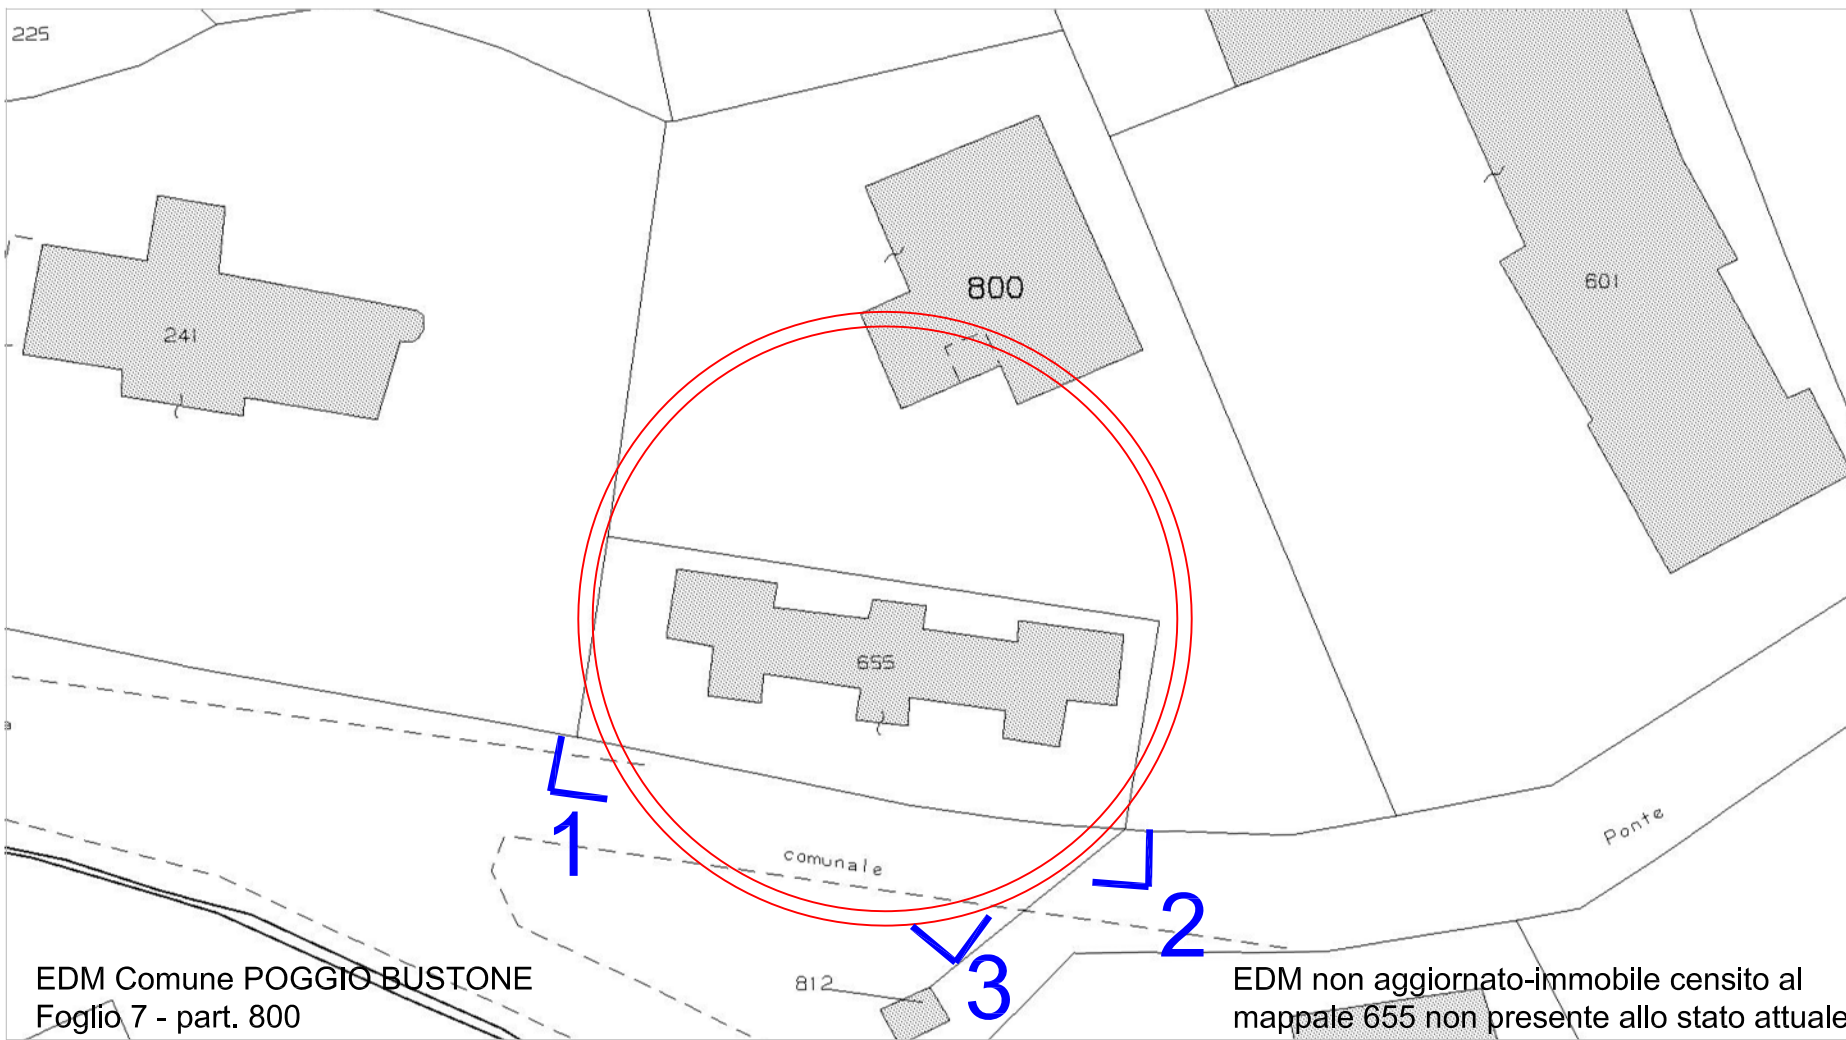 225
800
601
241
655
Ponte
1
comunale
2
812
3
EDM Comune POGGIO BUSTONE
Foglio 7 - part. 800
EDM non aggiornato-immobile censito al
mappale 655 non presente allo stato attuale